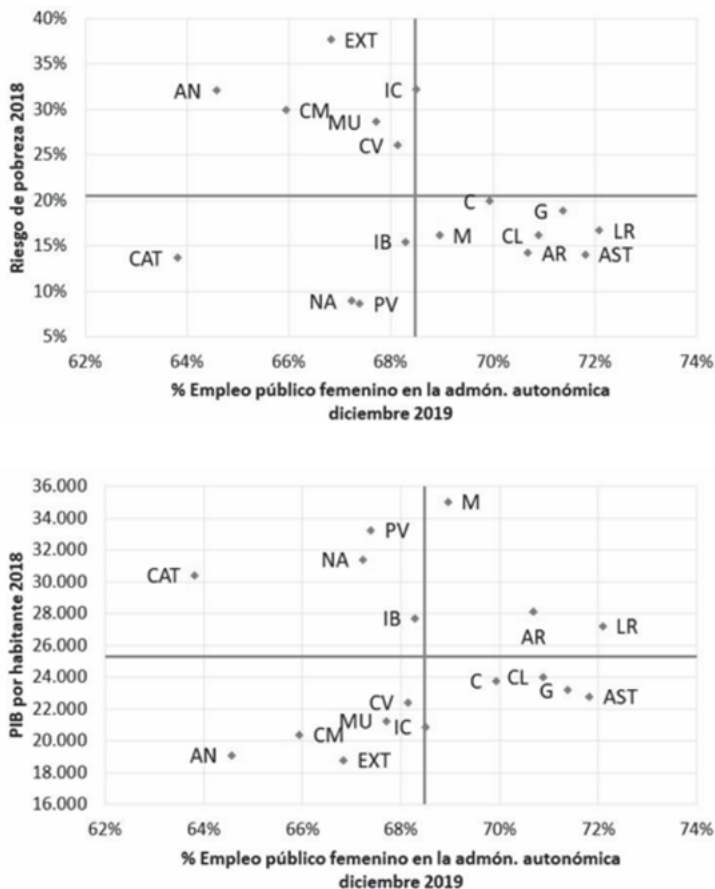 40%
35%
30%
25%
20%
15%
10%
5%
Riesgo de pobreza 2018
EXT
AN
IC
CM
MU
CV
C
G
LR
IB
M
CL
AR
AST
CAT
NA
PV
62%
64%
66%
68%
70%
72%
74%
% Empleo público femenino en la admón. autonómica
diciembre 2019
36.000
34.000
32.000
30.000
28.000
26.000
24.000
22.000
20.000
18.000
16.000
PIB por habitante 2018
M
PV
NA
CAT
IB
AR
LR
C
CL
G
AST
CV
MU
IC
CM
AN
EXT
62%
64%
66%
68%
70%
72%
74%
% Empleo público femenino en la admón. autonómica
diciembre 2019